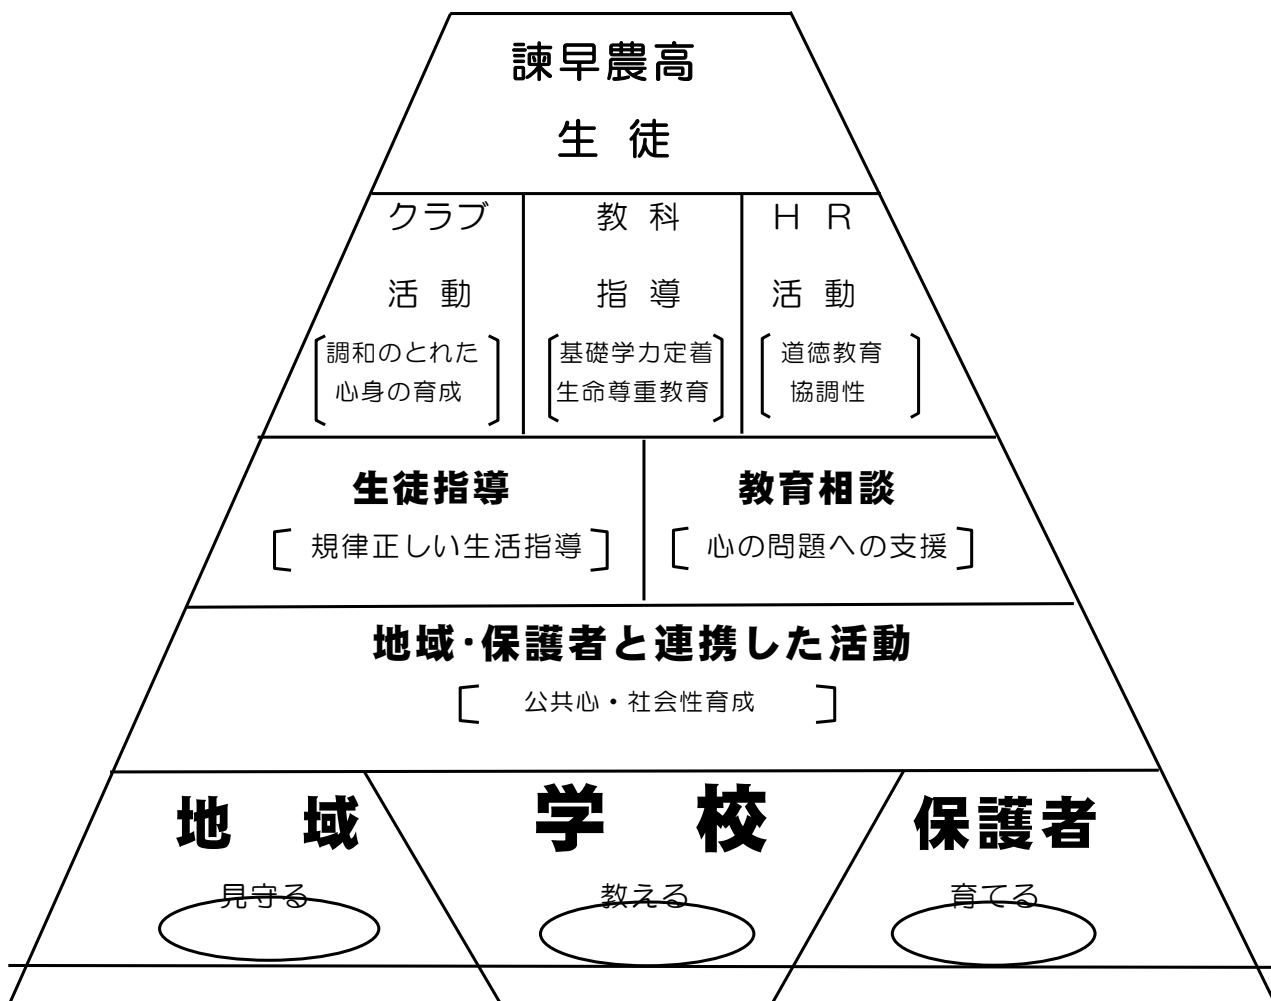 諫早農高
生 徒
クラブ 教 科 H R
活 動 指 導 活 動
調和のとれた 基礎学力定着 道徳教育
心身の育成 生命尊重教育 協調性
生徒指導 教育相談
規律正しい生活指導 心の問題への支援
地域・保護者と連携した活動
公共心・社会性育成
地 域 学 校 保護者
見守る 教える 育てる